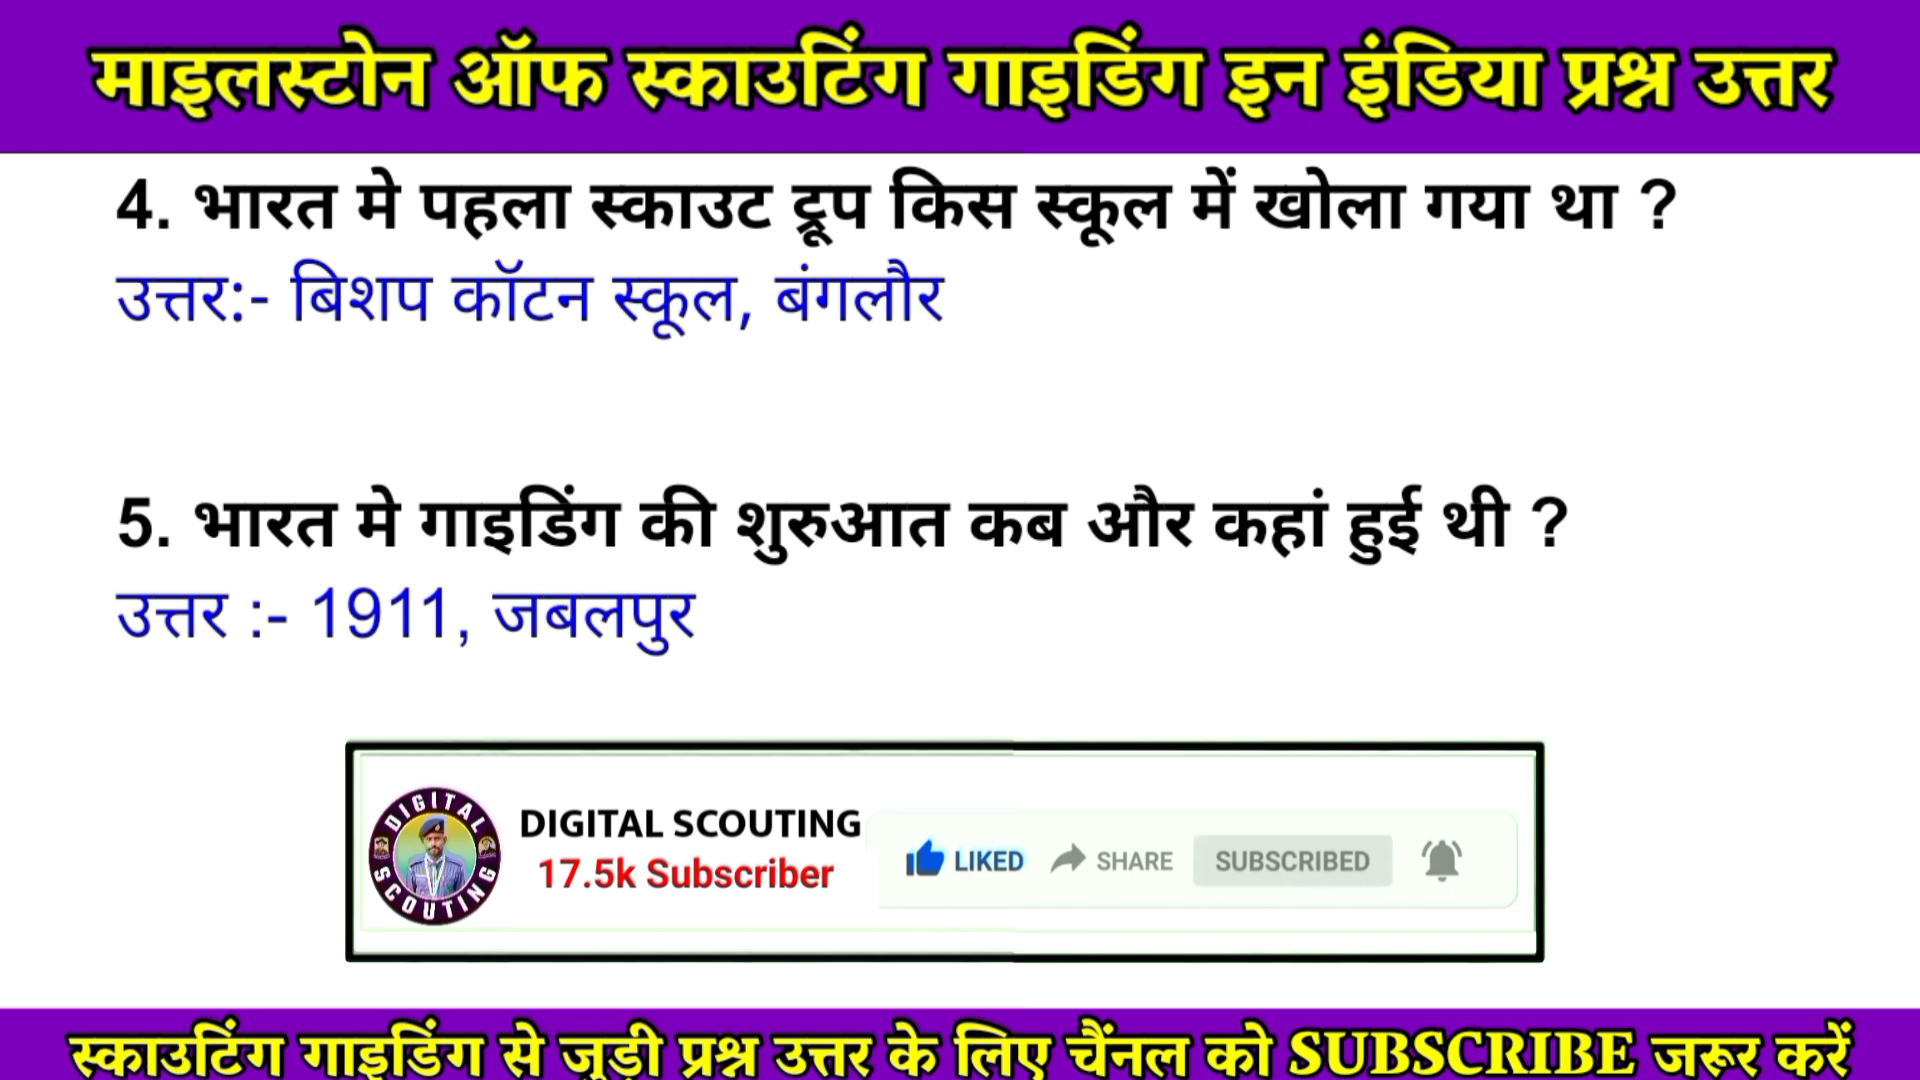 माइलस्टोन ऑफ स्काउटिंग गाइडिंग इन इंडिया प्रश्न उत्तर
4. भारत मे पहला स्काउट ट्रूप किस स्कूल में खोला गया था ?
उत्तर:- बिशप कॉटन स्कूल, बंगलौर
5. भारत मे गाइडिंग की शुरुआत कब और कहां हुई थी ?
उत्तर :- 1911, जबलपुर
DIGITAL SCOUTING
DIGITAL SCOUTING
17.5k Subscriber
LIKED SHARE SUBSCRIBED
स्काउटिंग गाइडिंग से जुड़ी प्रश्न उत्तर के लिए चैंनल को SUBSCRIBE जरूर करें